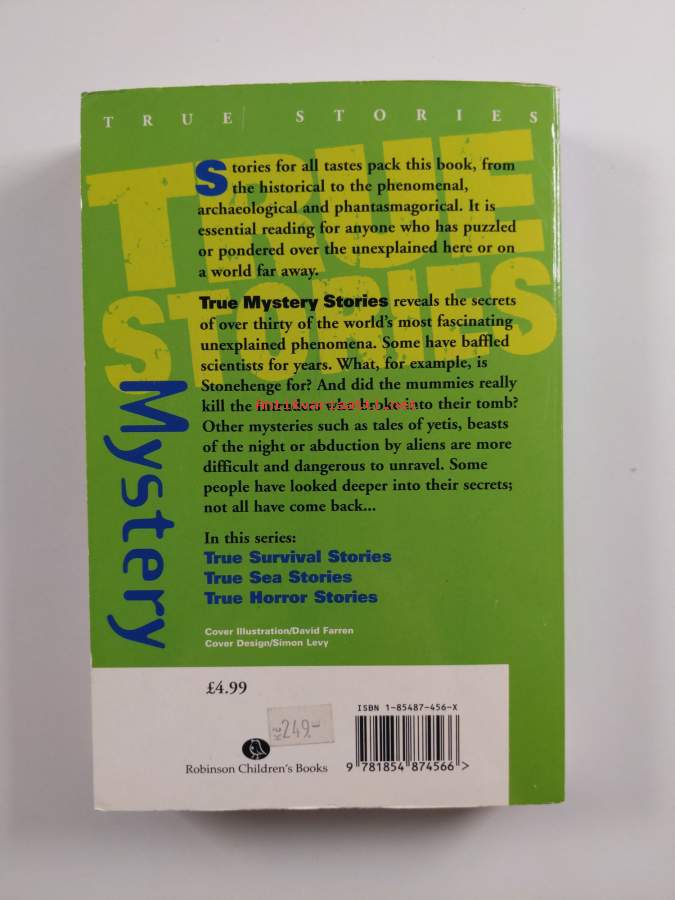 TRUE STORIES
TRUE
STORIES
Mystery
Stories for all tastes pack this book, from
the historical to the phenomenal,
archaeological and phantasmagorical. It is
essential reading for anyone who has puzzled
or pondered over the unexplained here or on
a world far away.
True Mystery Stories reveals the secrets
of over thirty of the world's most fascinating
unexplained phenomena. Some have baffled
scientists for years. What, for example, is
Stonehenge for? And did the mummies really
kill the intruders who broke into their tomb?
Other mysteries such as tales of yetis, beasts
of the night or abduction by aliens are more
difficult and dangerous to unravel. Some
people have looked deeper into their secrets;
not all have come back...
In this series:
True Survival Stories
True Sea Stories
True Horror Stories
Cover Illustration/David Farren
Cover Design/Simon Levy
£4.99
249.-
Robinson Children's Books
ISBN 1-85487-456-X
9 781854 874566 >